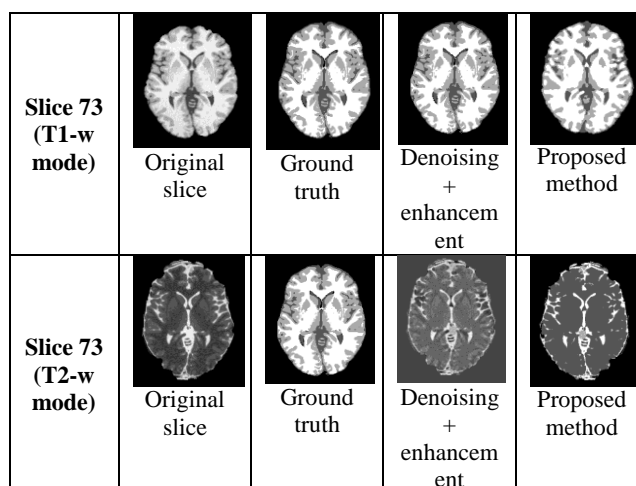 Slice 73
(T1-w
mode)
Original
slice
Ground
truth
Denoising
+
enhancem
ent
Proposed
method
Slice 73
(T2-w
mode)
Original
slice
Ground
truth
Denoising
+
enhancem
ent
Proposed
method